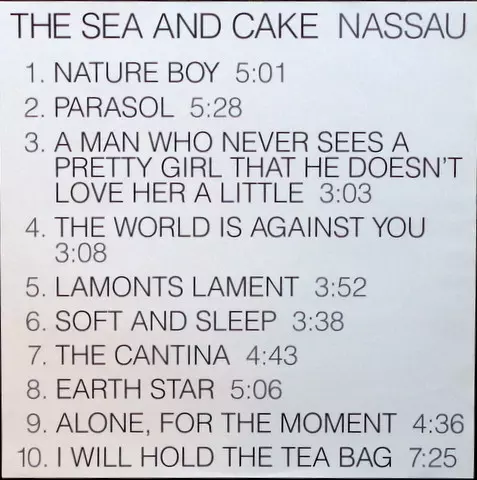 THE SEA AND CAKE NASSAU
1. NATURE BOY 5:01
2. PARASOL 5:28
3. A MAN WHO NEVER SEES A
PRETTY GIRL THAT HE DOESN'T
LOVE HER A LITTLE 3:03
4. THE WORLD IS AGAINST YOU
3:08
5. LAMONTS LAMENT 3:52
6. SOFT AND SLEEP 3:38
7. THE CANTINA 4:43
8. EARTH STAR 5:06
9. ALONE, FOR THE MOMENT 4:36
10. I WILL HOLD THE TEA BAG 7:25